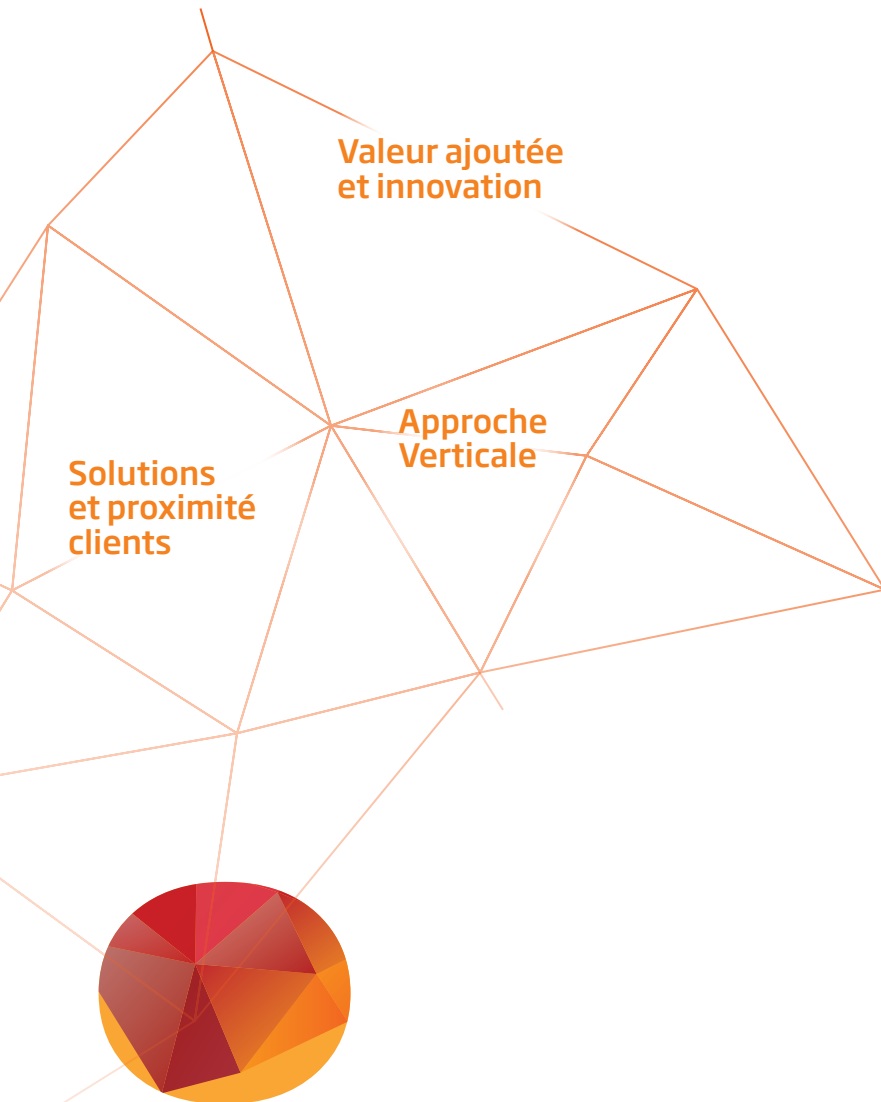 Valeur ajoutée
et innovation
Approche
Verticale
Solutions
et proximité
clients